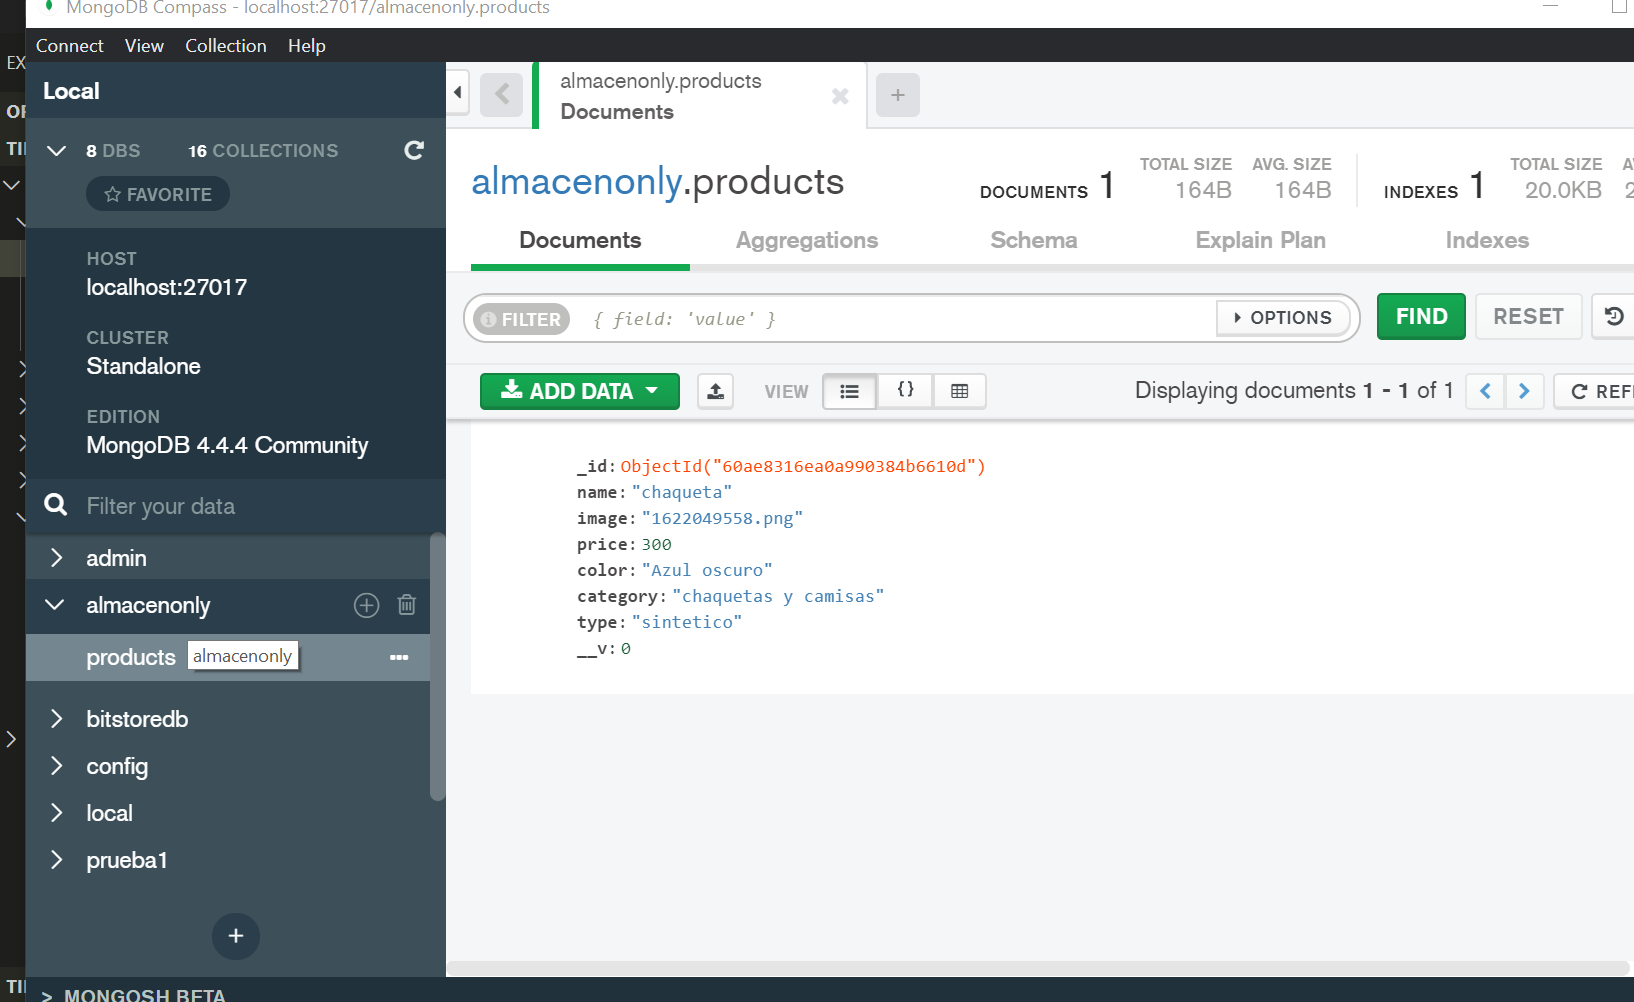 MongoDB Compass - localhost:27017/almacenonly.products
Connect View Collection Help
EX
Local
8 DBS 16 COLLECTIONS
FAVORITE
HOST
localhost:27017
CLUSTER
Standalone
EDITION
MongoDB 4.4.4 Community
Filter your data
admin
almacenonly
products almacenonly
bitstoredb
config
local
prueba1
+
> MONGOSH BETA
almacenonly.products
Documents
+
almacenonly.products
DOCUMENTS 1
TOTAL SIZE
164B
AVG. SIZE
164B
INDEXES 1
TOTAL SIZE
20.0KB
Documents Aggregations Schema Explain Plan Indexes
FILTER { field: 'value' } OPTIONS FIND RESET
ADD DATA VIEW {} Displaying documents 1 - 1 of 1 REF
_id: ObjectId("60ae8316ea0a990384b6610d")
name: "chaqueta"
image: "1622049558.png"
price: 300
color: "Azul oscuro"
category: "chaquetas y camisas"
type: "sintetico"
__v: 0